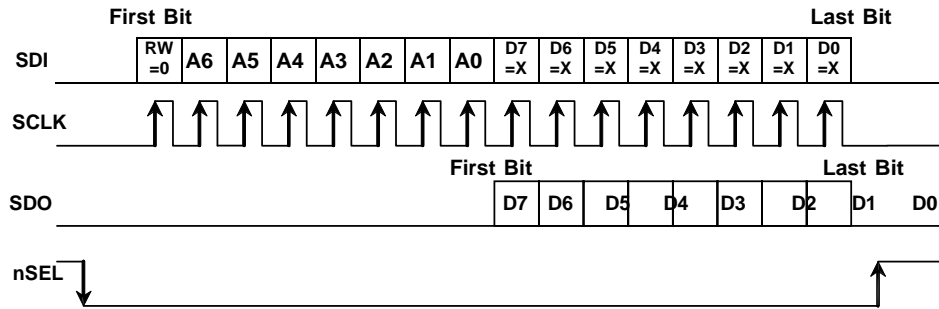 First Bit Last Bit
SDI RW =0 A6 A5 A4 A3 A2 A1 A0 D7 =X D6 =X D5 =X D4 =X D3 =X D2 =X D1 =X D0 =X
SCLK
First Bit Last Bit
SDO D7 D6 D5 D4 D3 D2 D1 D0
nSEL